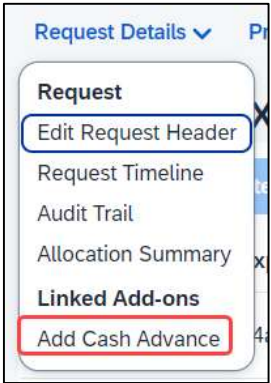 Request Details
Request
Edit Request Header
Request Timeline
Audit Trail
Allocation Summary
Linked Add-ons
Add Cash Advance